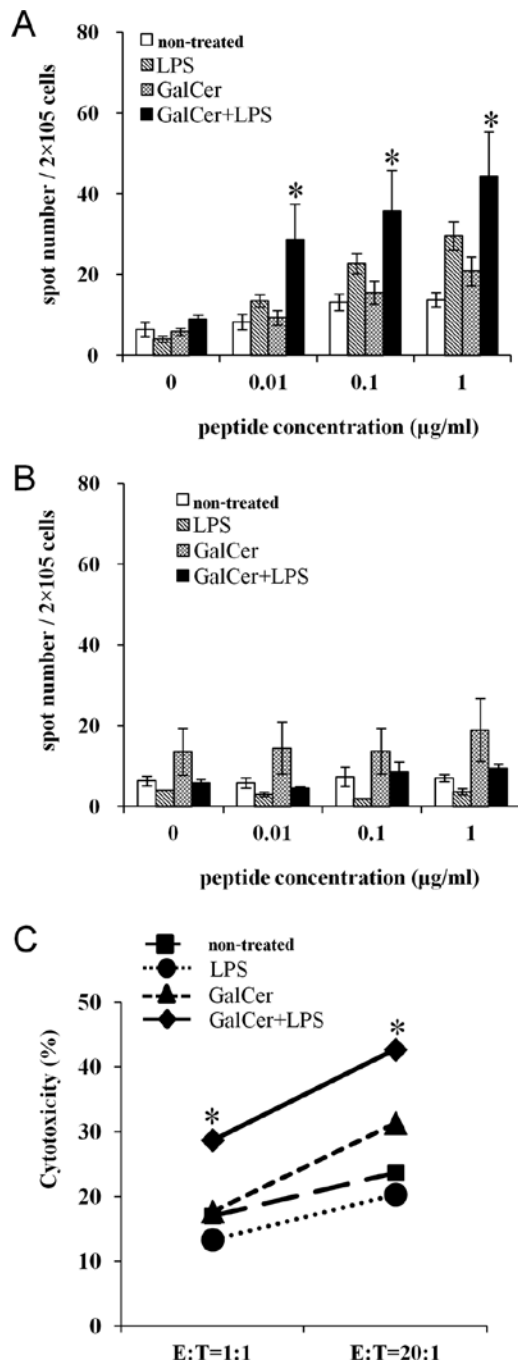 A
80
60
40
20
0
spot number / 2×105 cells
non-treated
LPS
GalCer
GalCer+LPS
*
*
*
0 0.01 0.1 1
peptide concentration (µg/ml)
B
80
60
40
20
0
spot number / 2×105 cells
non-treated
LPS
GalCer
GalCer+LPS
0 0.01 0.1 1
peptide concentration (µg/ml)
C
non-treated
LPS
GalCer
GalCer+LPS
50
40
30
20
10
0
Cytotoxicity (%)
*
*
E:T=1:1 E:T=20:1